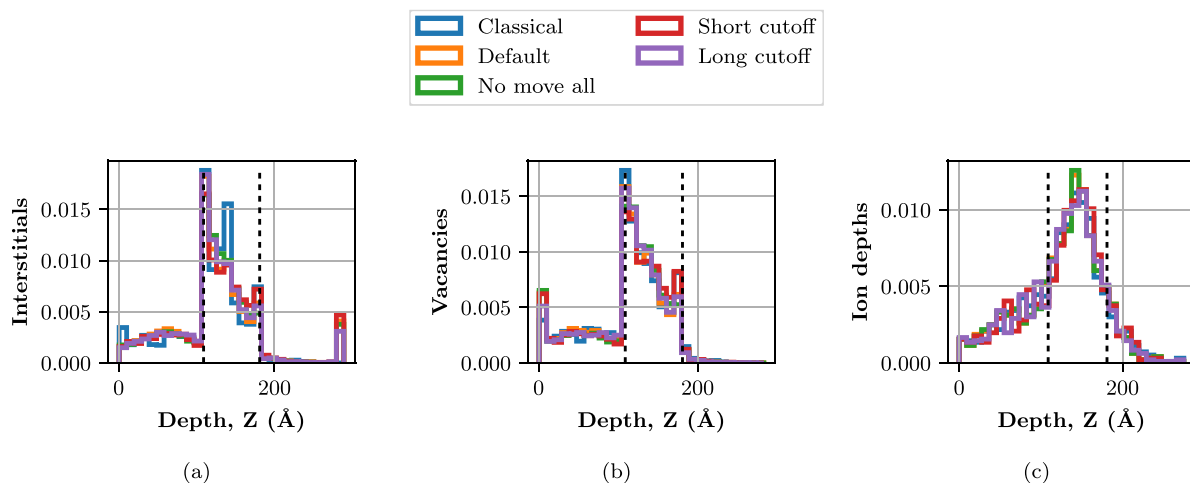 Classical
Default
No move all
Short cutoff
Long cutoff
Interstitials
0.015
0.010
0.005
0.000
0
200
Depth, Z (Å)
(a)
Vacancies
0.015
0.010
0.005
0.000
0
200
Depth, Z (Å)
(b)
Ion depths
0.010
0.005
0.000
0
200
Depth, Z (Å)
(c)